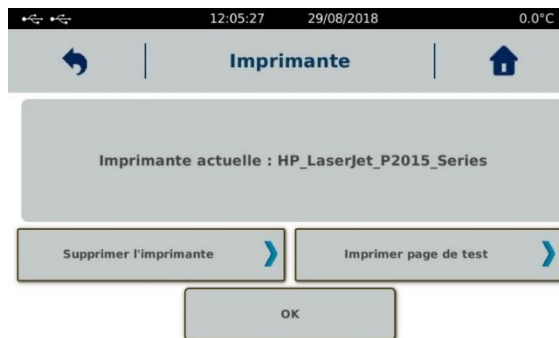 12:05:27 29/08/2018 0.0°C
Imprimante
Imprimante actuelle : HP_LaserJet_P2015_Series
Supprimer l'imprimante Imprimer page de test
OK